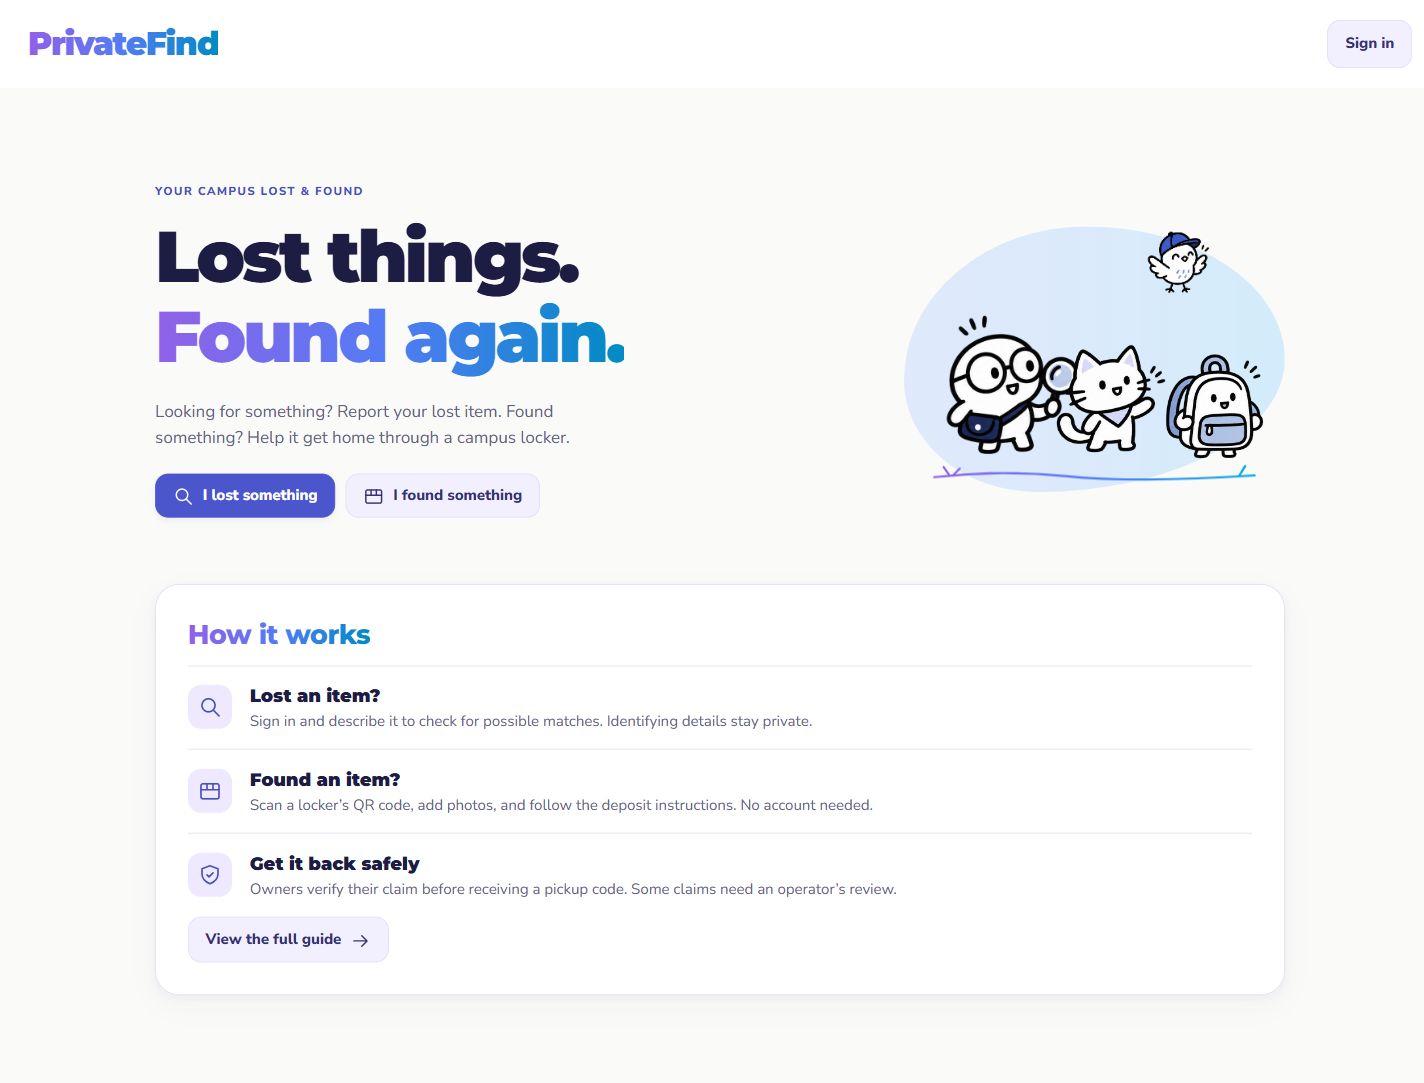 PrivateFind
Sign in
YOUR CAMPUS LOST & FOUND
Lost things.
Found again.
Looking for something? Report your lost item. Found
something? Help it get home through a campus locker.
I lost something
I found something
How it works
Lost an item?
Sign in and describe it to check for possible matches. Identifying details stay private.
Found an item?
Scan a locker’s QR code, add photos, and follow the deposit instructions. No account needed.
Get it back safely
Owners verify their claim before receiving a pickup code. Some claims need an operator’s review.
View the full guide